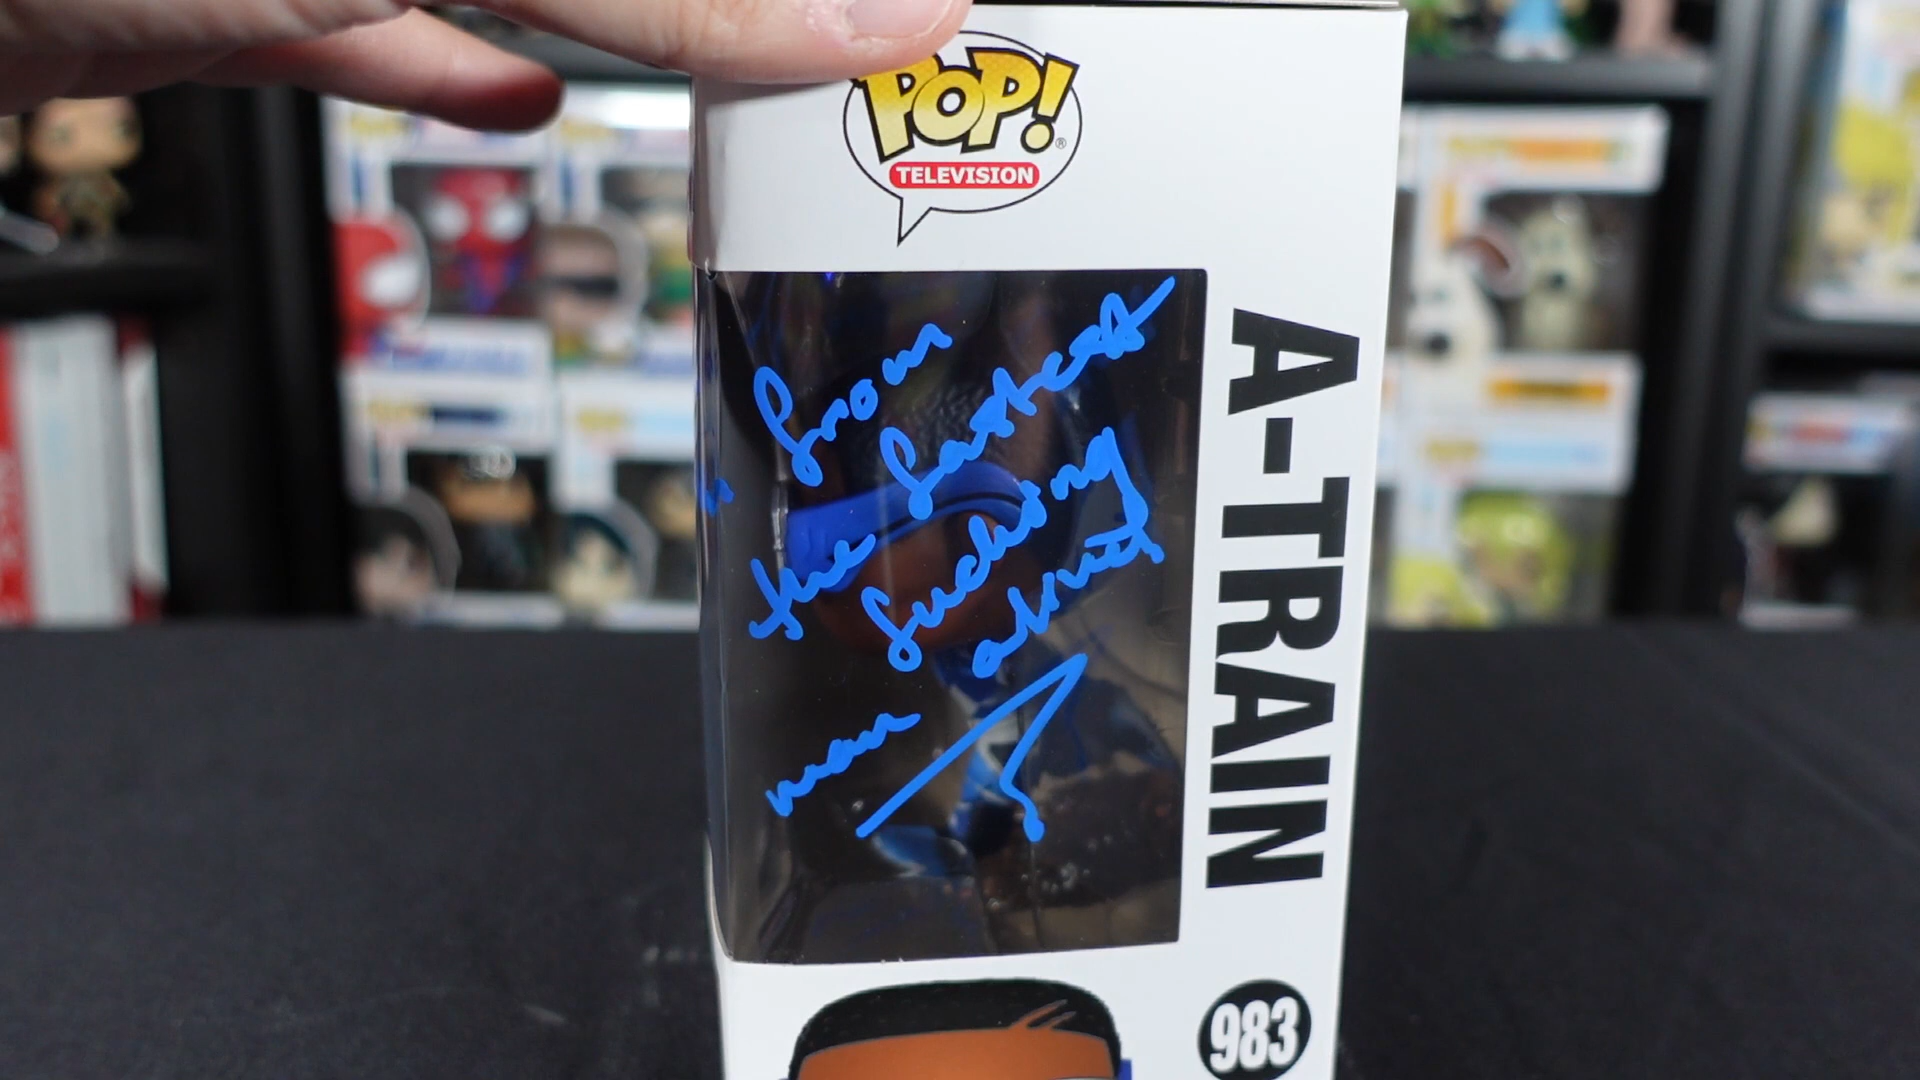 POP!
TELEVISION
A-TRAIN
from
the fastest
fucking
man alive
983